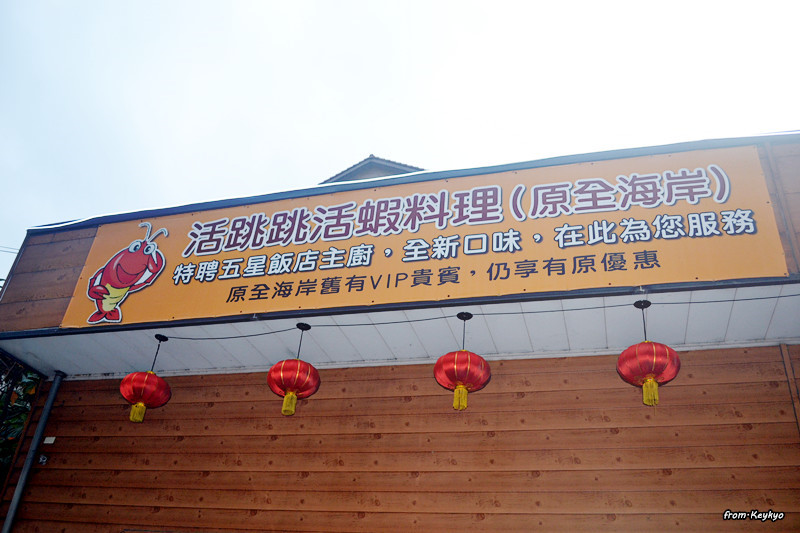 活跳跳活蝦料理(原全海岸)
特聘五星飯店主廚，全新口味，在此為您服務
原全海岸舊有VIP貴賓，仍享有原優惠
from-Keykyo